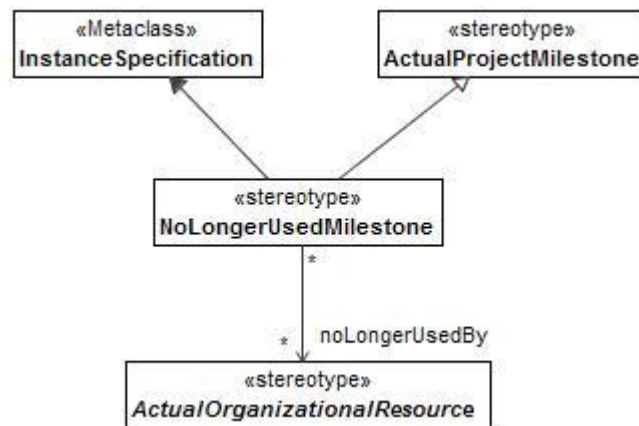 «Metaclass»
InstanceSpecification
«stereotype»
ActualProjectMilestone
«stereotype»
NoLongerUsedMilestone
*
* noLongerUsedBy
«stereotype»
ActualOrganizationalResource